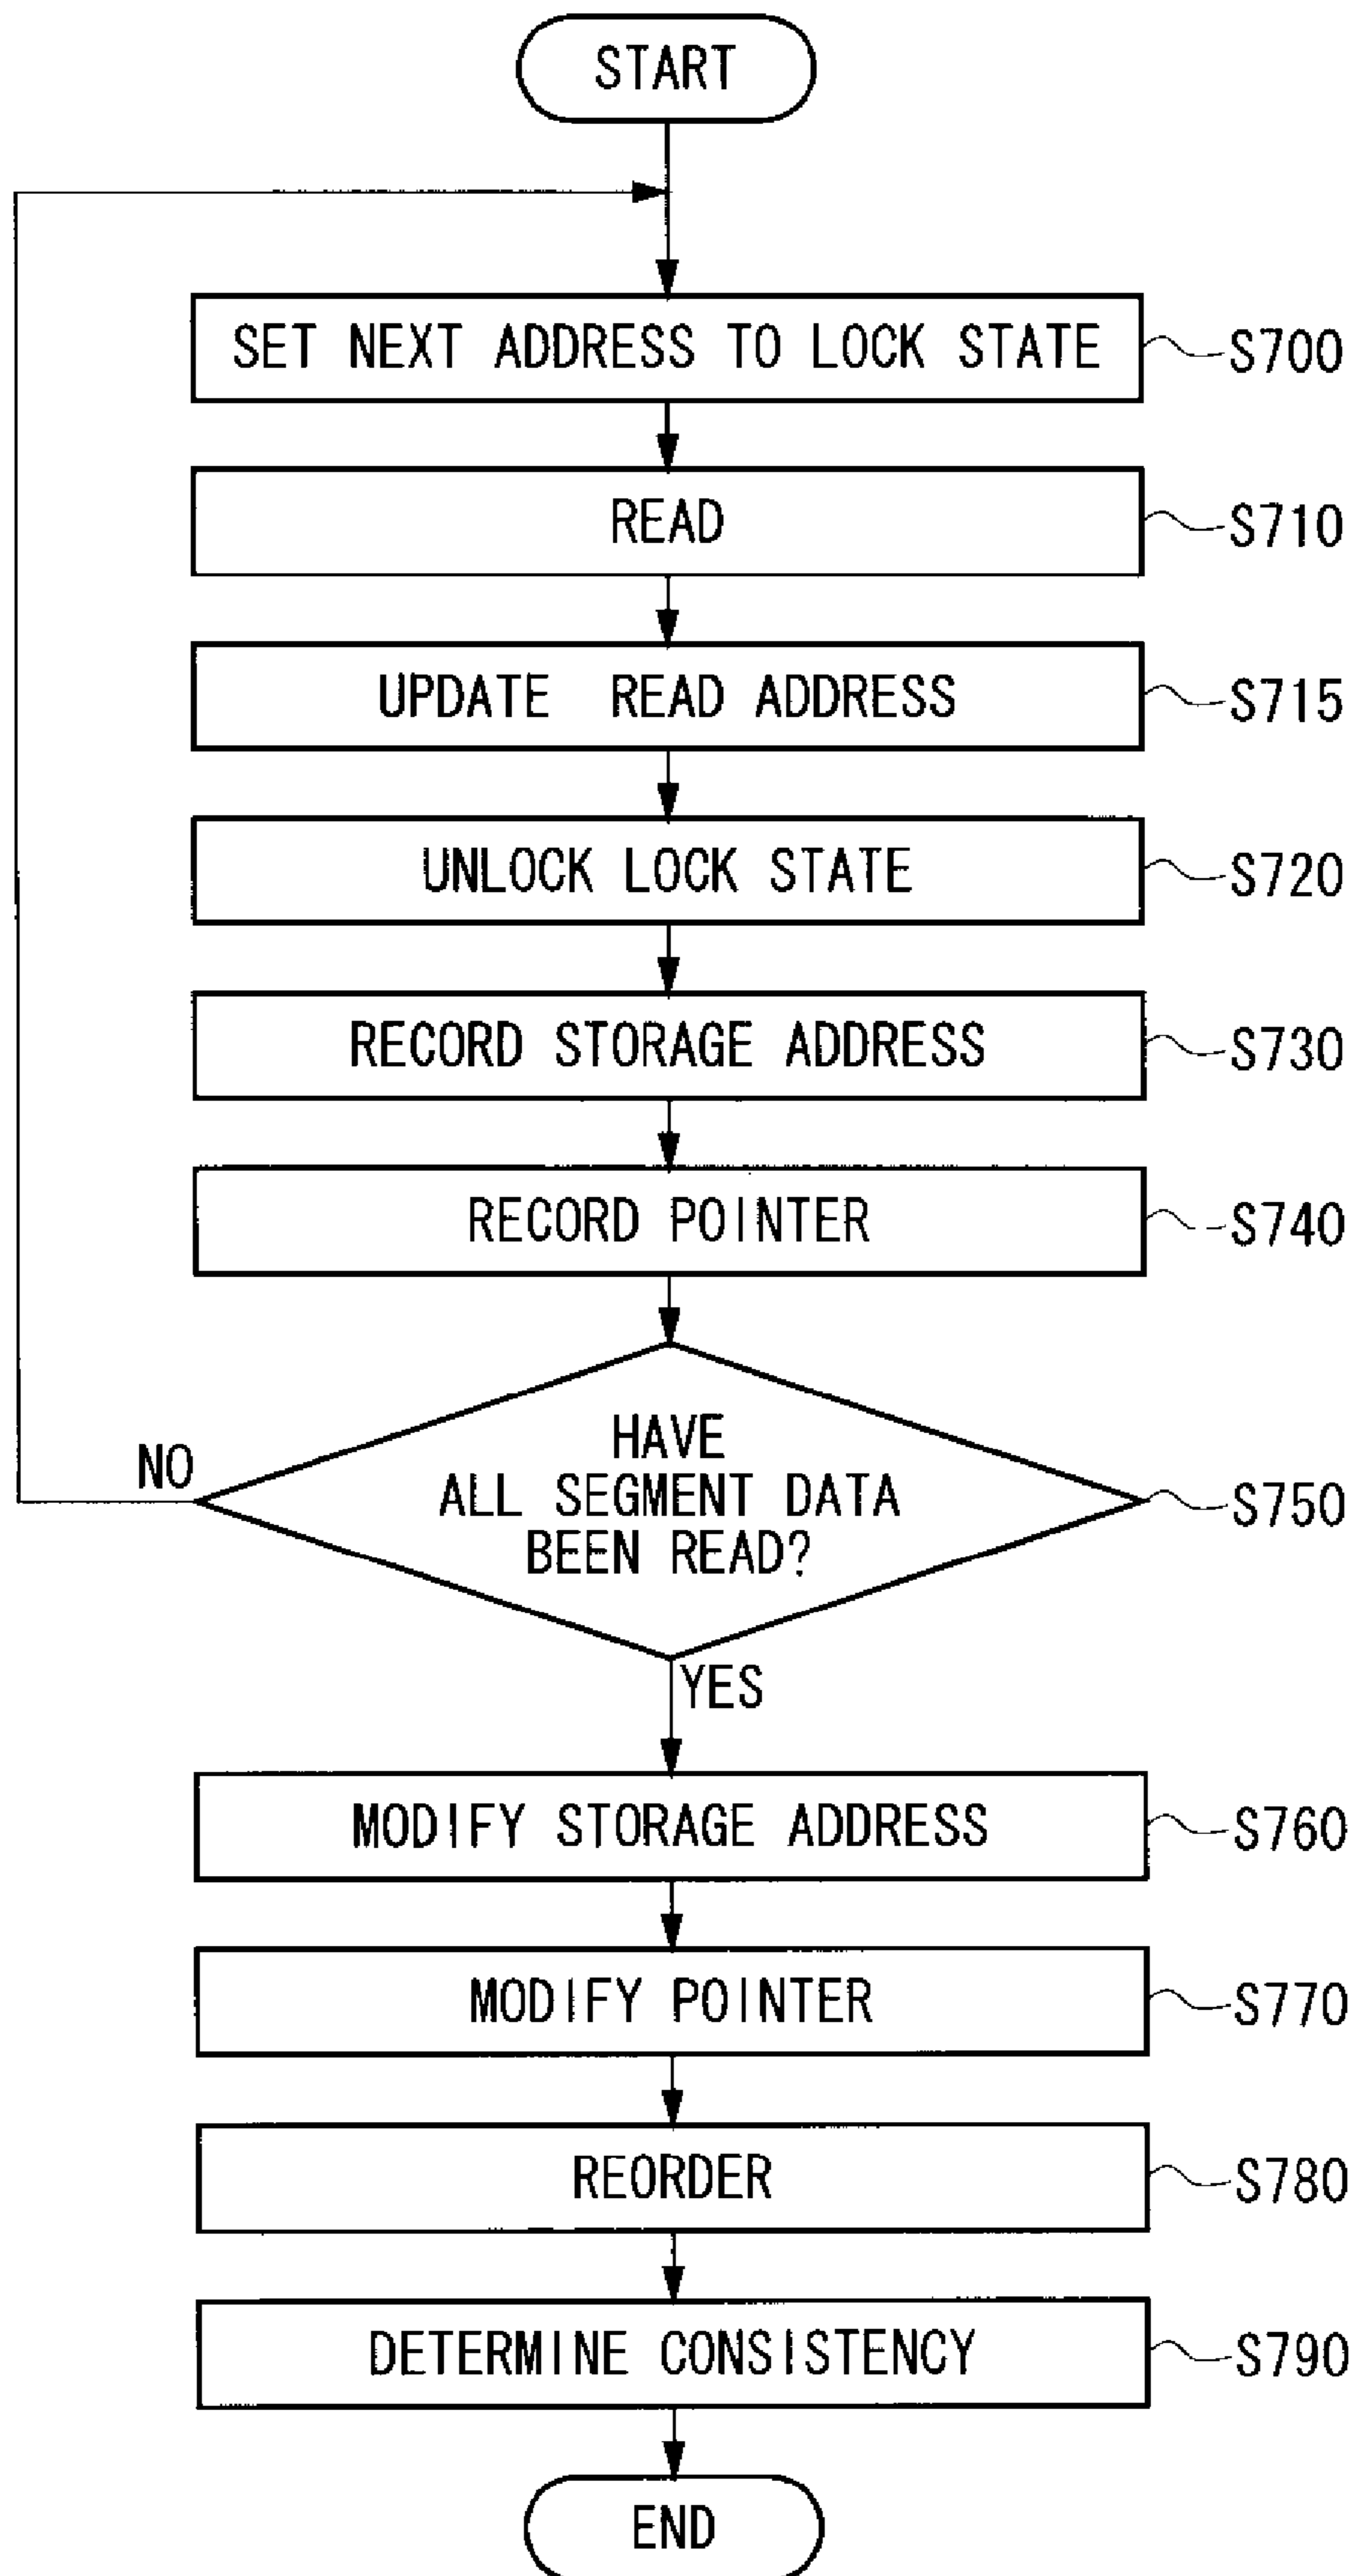 START
SET NEXT ADDRESS TO LOCK STATE
S700
READ
S710
UPDATE READ ADDRESS
S715
UNLOCK LOCK STATE
S720
RECORD STORAGE ADDRESS
S730
RECORD POINTER
S740
HAVE
ALL SEGMENT DATA
BEEN READ?
S750
NO
YES
MODIFY STORAGE ADDRESS
S760
MODIFY POINTER
S770
REORDER
S780
DETERMINE CONSISTENCY
S790
END